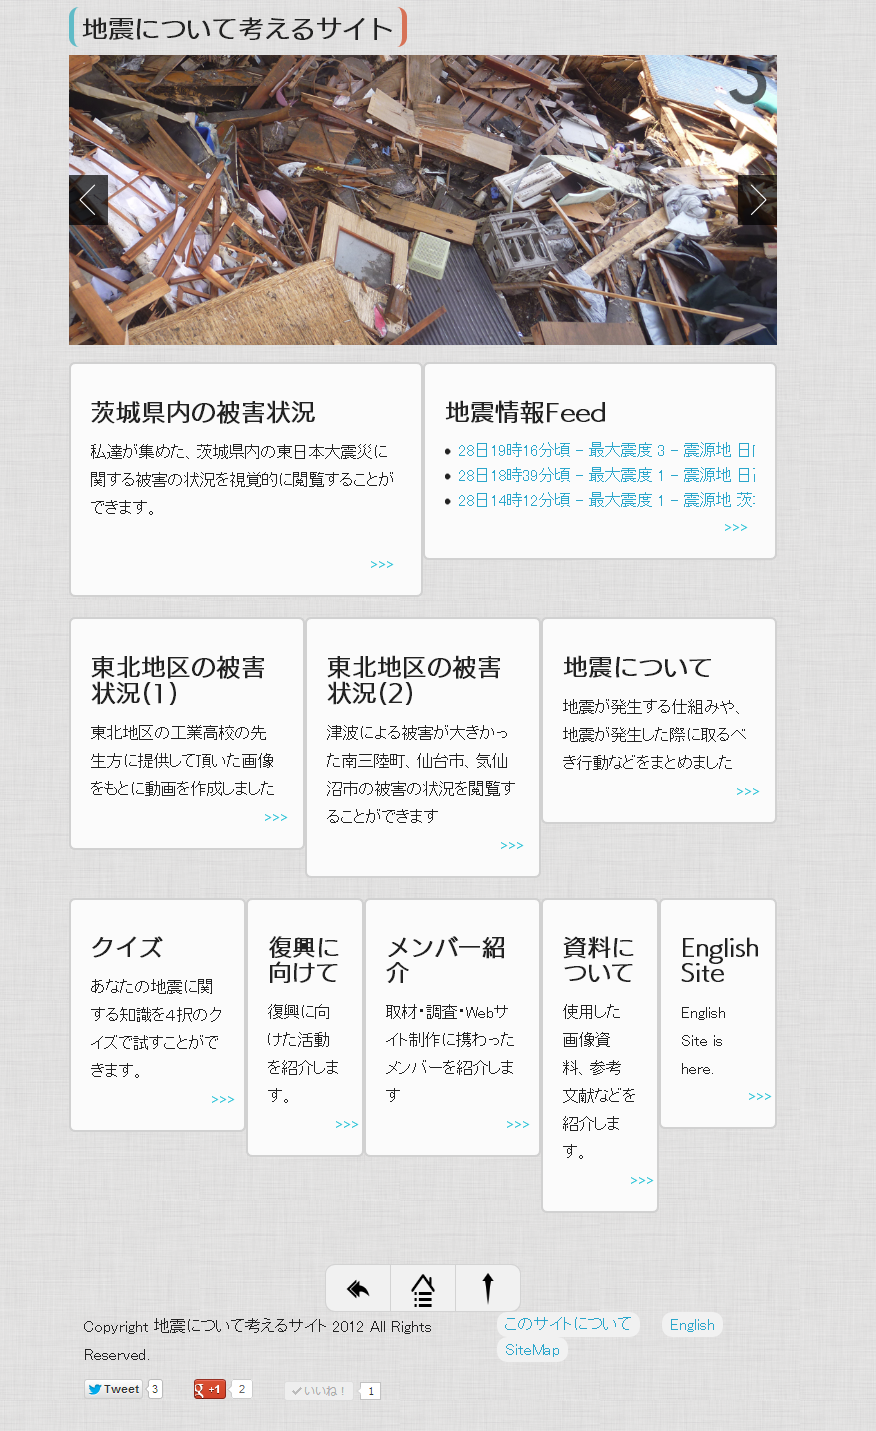 地震について考えるサイト
茨城県内の被害状況
私達が集めた、茨城県内の東日本大震災に
関する被害の状況を視覚的に閲覧することが
できます。
>>>
地震情報Feed
28日19時16分頃 - 最大震度 3 - 震源地 日
28日18時39分頃 - 最大震度 1 - 震源地 日
28日14時12分頃 - 最大震度 1 - 震源地 茨
>>>
東北地区の被害
状況(1)
東北地区の工業高校の先
生方に提供して頂いた画像
をもとに動画を作成しました
>>>
東北地区の被害
状況(2)
津波による被害が大きかっ
た南三陸町、仙台市、気仙
沼市の被害の状況を閲覧す
ることができます
>>>
地震について
地震が発生する仕組みや、
地震が発生した際に取るべ
き行動などをまとめました
>>>
クイズ
あなたの地震に関
する知識を4択のク
イズで試すことがで
きます。
>>>
復興に
向けて
復興に向
けた活動
を紹介しま
す。
>>>
メンバー紹
介
取材・調査・Webサ
イト制作に携わった
メンバーを紹介しま
す
>>>
資料に
ついて
使用した
画像資
料、参考
文献などを
紹介しま
す。
>>>
English
Site
English
Site is
here.
>>>
Copyright 地震について考えるサイト 2012 All Rights
Reserved.
このサイトについて
English
SiteMap
Tweet 3
g +1 2
いいね！ 1